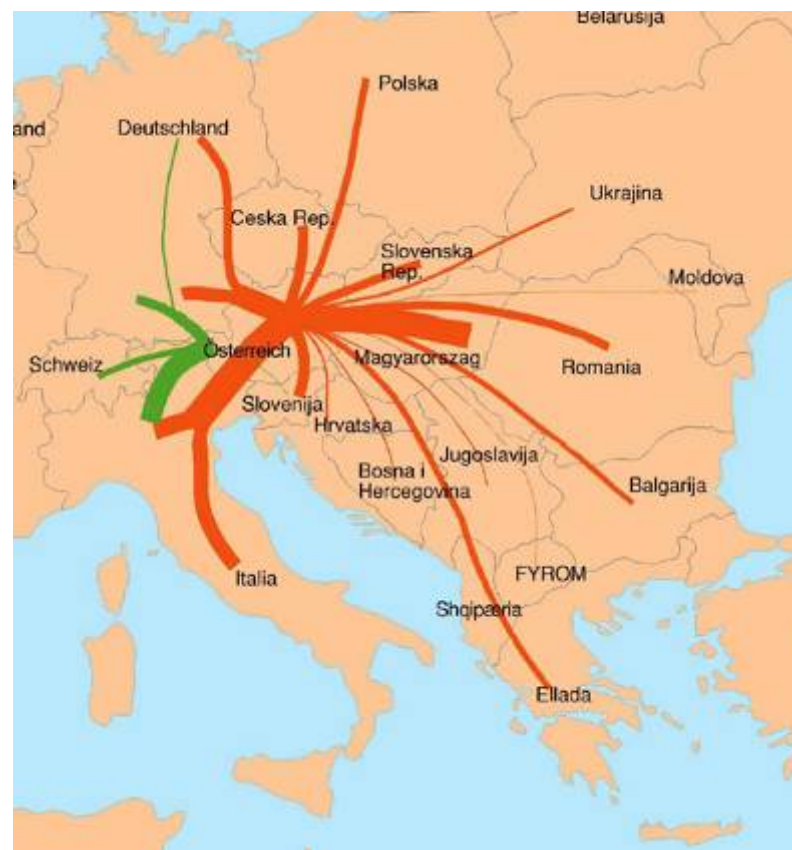 Belarusija
Polska
and
Deutschland
Ukrajina
Ceska Rep.
Slovenska
Rep.
Moldova
Österreich
Magyarorszag
Schweiz
Romania
Slovenija
Hrvatska
Jugoslavija
Bosna i
Hercegovina
Balgarija
Italia
FYROM
Shqipæria
Ellada